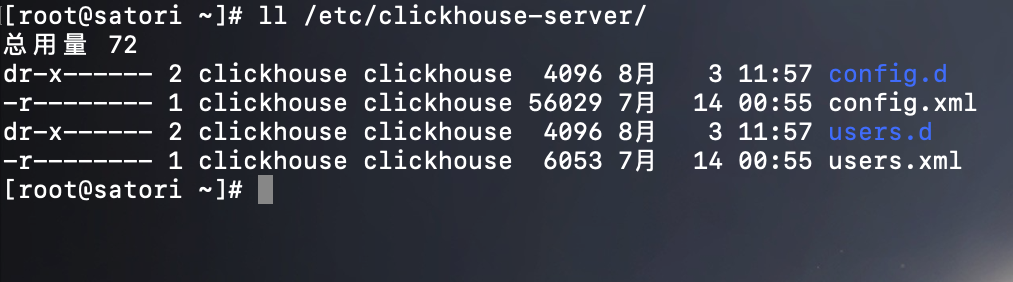 [root@satori ~]# ll /etc/clickhouse-server/
总用量 72
dr-x------ 2 clickhouse clickhouse  4096 8月   3 11:57 config.d
-r-------- 1 clickhouse clickhouse 56029 7月  14 00:55 config.xml
dr-x------ 2 clickhouse clickhouse  4096 8月   3 11:57 users.d
-r-------- 1 clickhouse clickhouse  6053 7月  14 00:55 users.xml
[root@satori ~]#